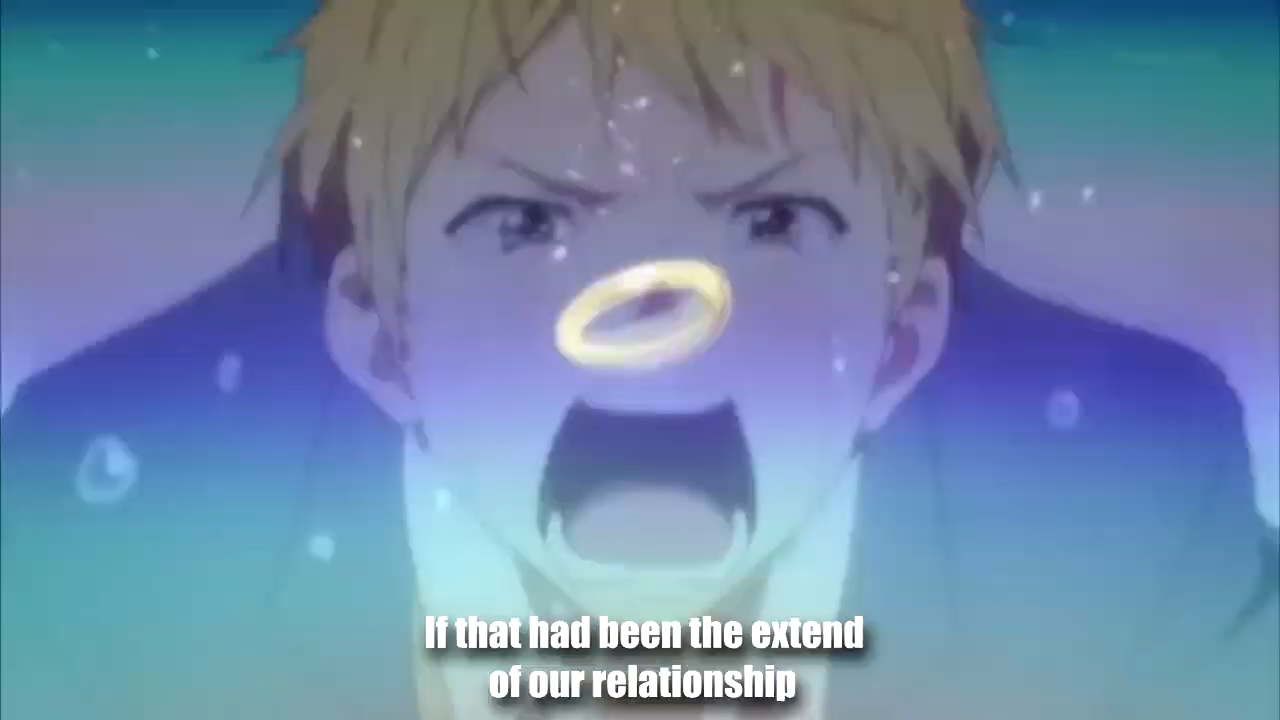 If that had been the extend
of our relationship